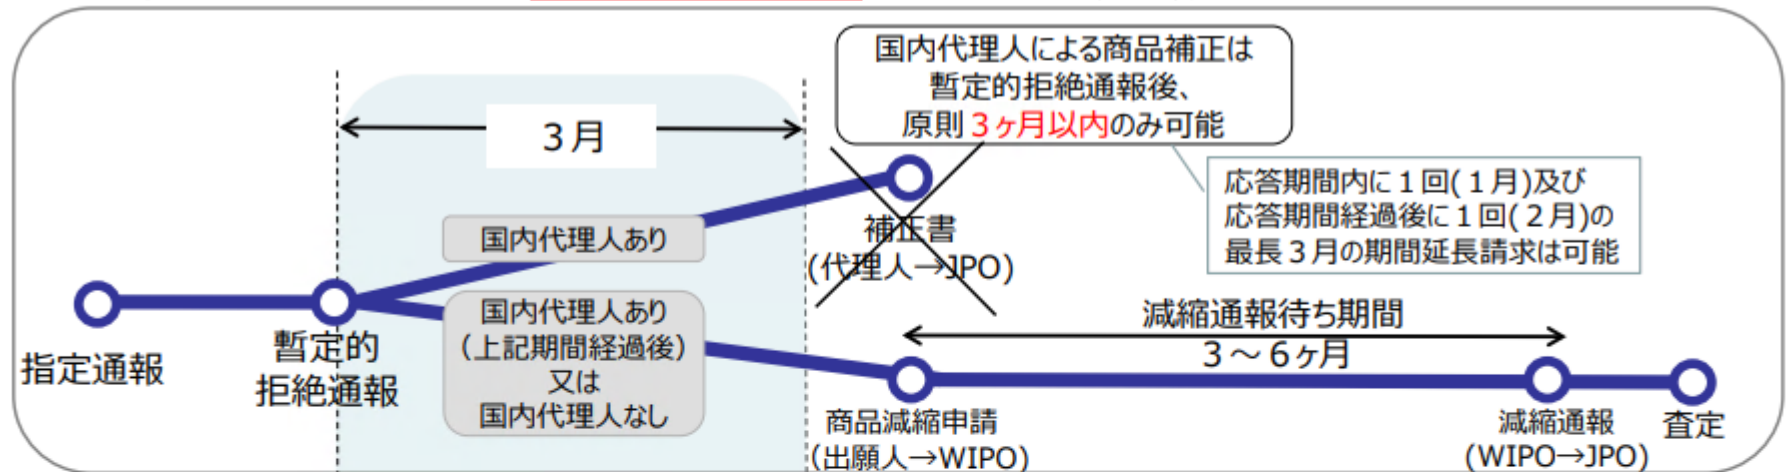 国内代理人による商品補正は
暫定的拒絶通報後、
原則３ヶ月以内のみ可能
３月
応答期間内に１回(１月)及び
応答期間経過後に１回(２月)の
最長３月の期間延長請求は可能
国内代理人あり
補正書
(代理人→JPO)
国内代理人あり
（上記期間経過後）
又は
国内代理人なし
指定通報
暫定的
拒絶通報
減縮通報待ち期間
３～６ヶ月
商品減縮申請
（出願人→WIPO）
減縮通報
(WIPO→JPO)
査定